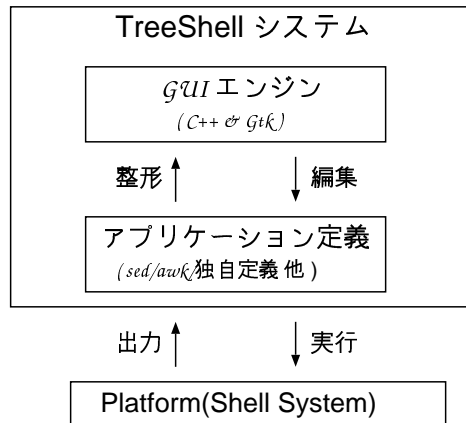 TreeShell システム
GUI エンジン
(C++ & Gtk)
整形 編集
アプリケーション定義
(sed/awk/独自定義 他)
出力 実行
Platform(Shell System)